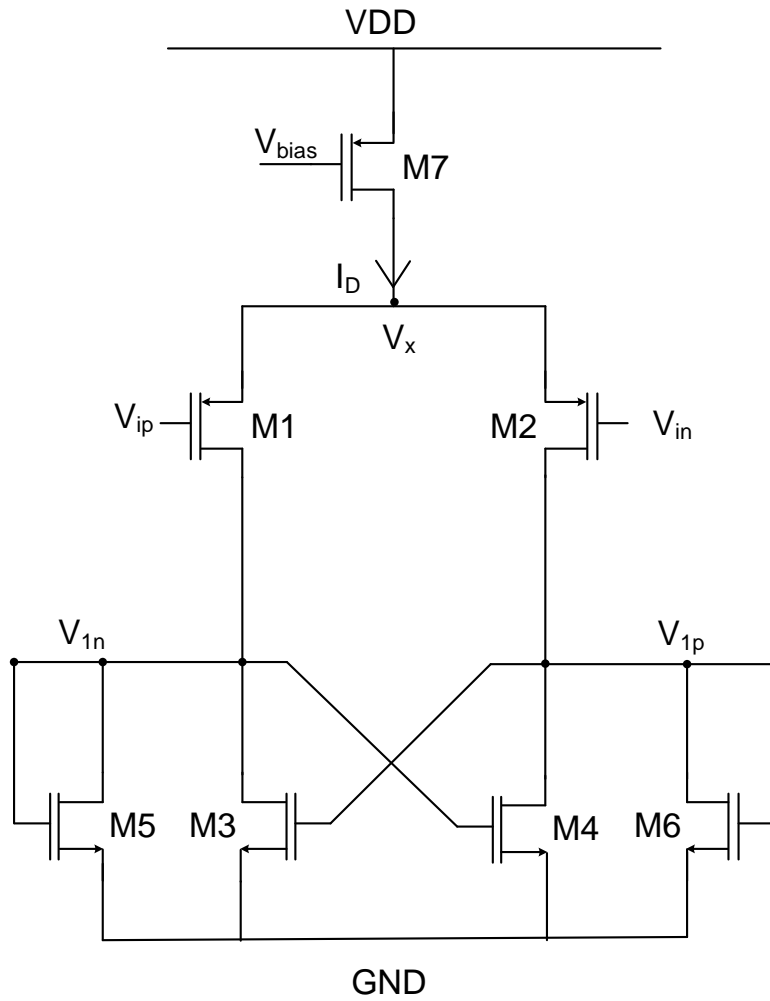 VDD
V_bias
M7
I_D
V_x
V_ip
M1
M2
V_in
V_1n
V_1p
M5
M3
M4
M6
GND